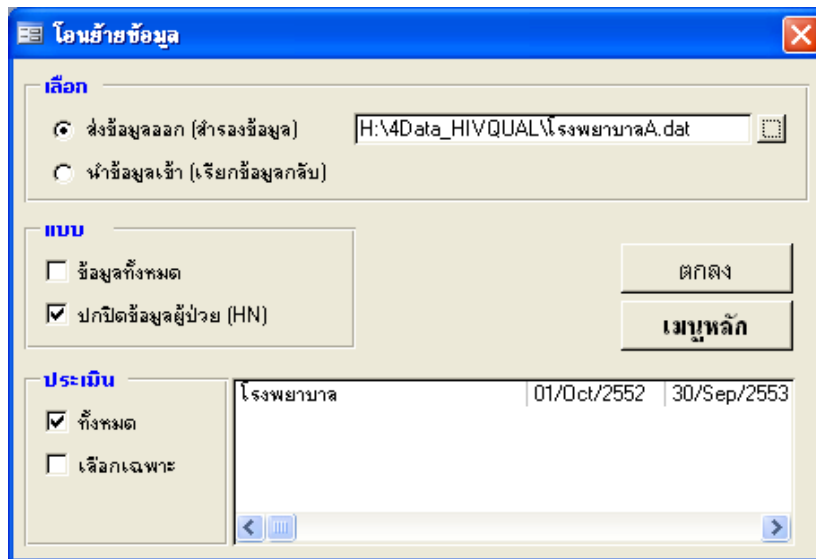 โอนย้ายข้อมูล
เลือก
ส่งข้อมูลออก (สำรองข้อมูล) H:\4Data_HIVQUAL\โรงพยาบาลA.dat ...
นำข้อมูลเข้า (เรียกข้อมูลกลับ)
แบบ
ข้อมูลทั้งหมด
ปกปิดข้อมูลผู้ป่วย (HN)
ตกลง
เมนูหลัก
ประเมิน
ทั้งหมด
เลือกเฉพาะ
โรงพยาบาล 01/Oct/2552 30/Sep/2553